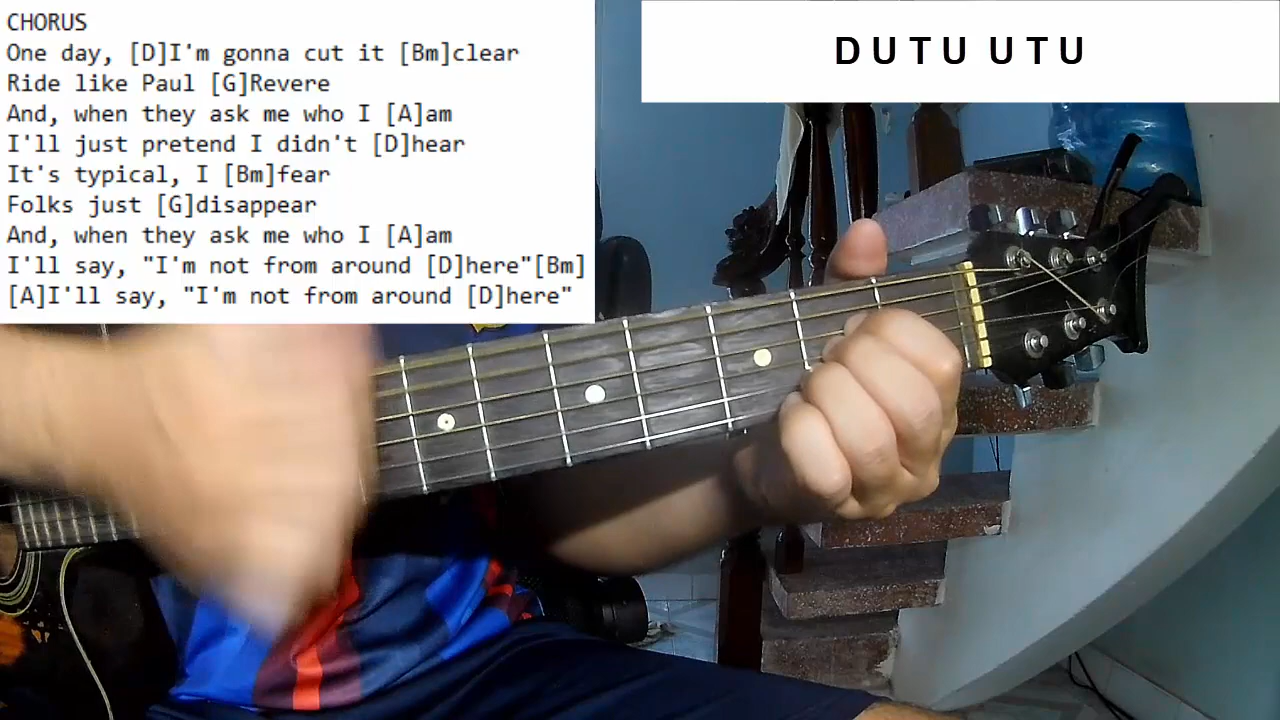 CHORUS
One day, [D]I'm gonna cut it [Bm]clear
Ride like Paul [G]Revere
And, when they ask me who I [A]am
I'll just pretend I didn't [D]hear
It's typical, I [Bm]fear
Folks just [G]disappear
And, when they ask me who I [A]am
I'll say, "I'm not from around [D]here"[Bm]
[A]I'll say, "I'm not from around [D]here"
D U T U U T U